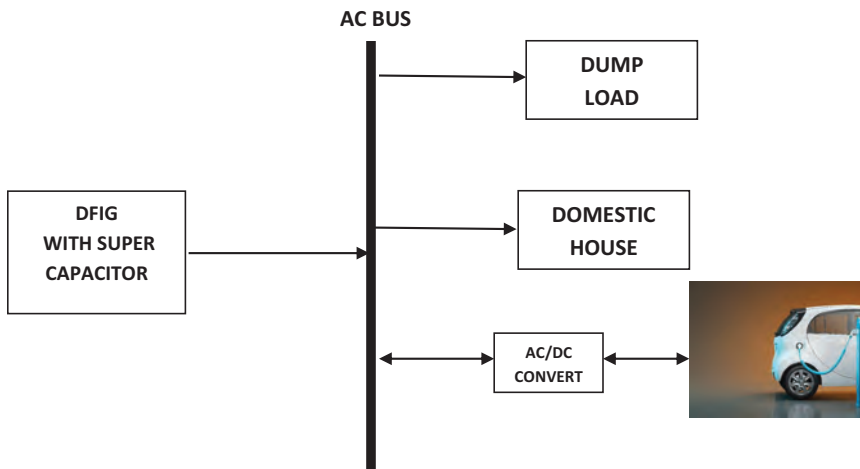 AC BUS
DUMP
LOAD
DFIG
WITH SUPER
CAPACITOR
DOMESTIC
HOUSE
AC/DC
CONVERT